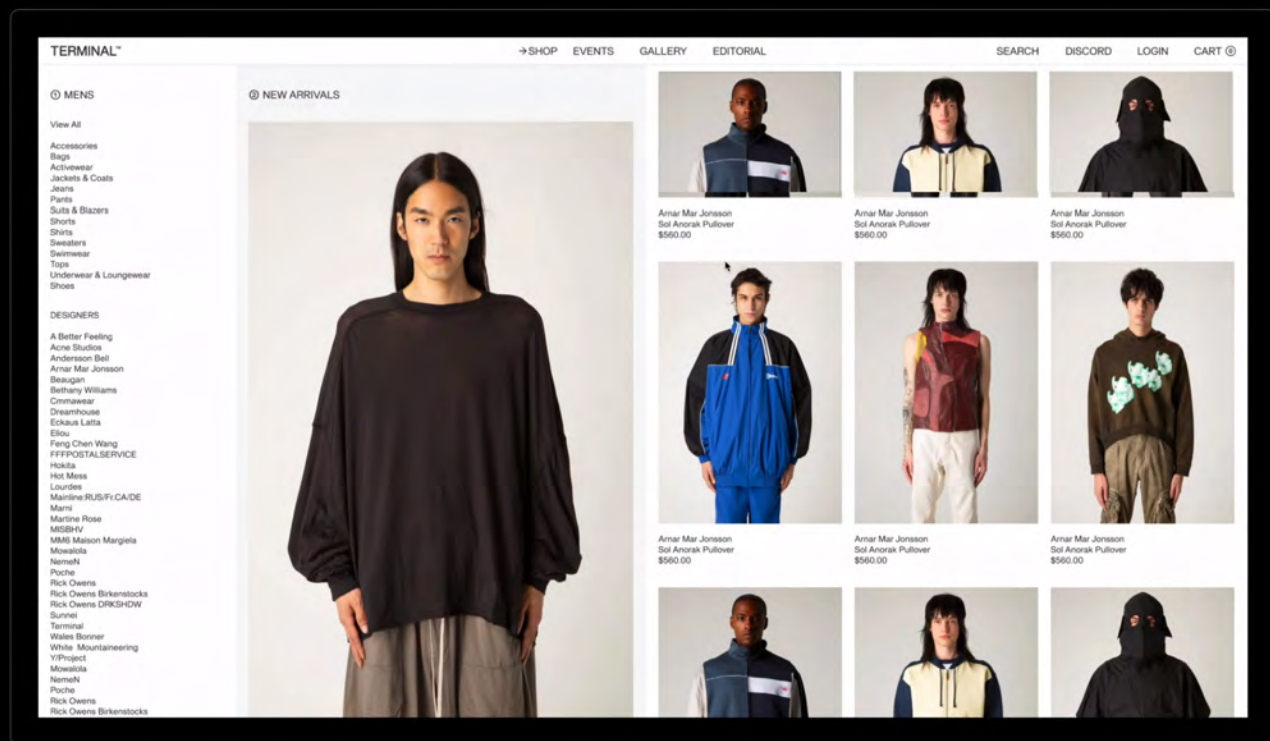 TERMINAL™
→SHOP EVENTS GALLERY EDITORIAL
SEARCH DISCORD LOGIN CART ⓪
① MENS
View All
Accessories
Bags
Activewear
Jackets & Coats
Jeans
Pants
Suits & Blazers
Shorts
Shirts
Sweaters
Swimwear
Tops
Underwear & Loungewear
Shoes
DESIGNERS
A Better Feeling
Acne Studios
Andersson Bell
Arnar Mar Jonsson
Beaugan
Bethany Williams
Cmmawear
Dreamhouse
Eckaus Latta
Eliou
Feng Chen Wang
FFFPOSTALSERVICE
Hokita
Hot Mess
Lourdes
Mainline:RUS/Fr.CA/DE
Marni
Martine Rose
MISBHV
MM6 Maison Margiela
Mowalola
NemeN
Poche
Rick Owens
Rick Owens Birkenstocks
Rick Owens DRKSHDW
Sunnei
Terminal
Wales Bonner
White Mountaineering
Y/Project
Mowalola
NemeN
Poche
Rick Owens
Rick Owens Birkenstocks
② NEW ARRIVALS
Arnar Mar Jonsson
Sol Anorak Pullover
$560.00
Arnar Mar Jonsson
Sol Anorak Pullover
$560.00
Arnar Mar Jonsson
Sol Anorak Pullover
$560.00
Arnar Mar Jonsson
Sol Anorak Pullover
$560.00
Arnar Mar Jonsson
Sol Anorak Pullover
$560.00
Arnar Mar Jonsson
Sol Anorak Pullover
$560.00